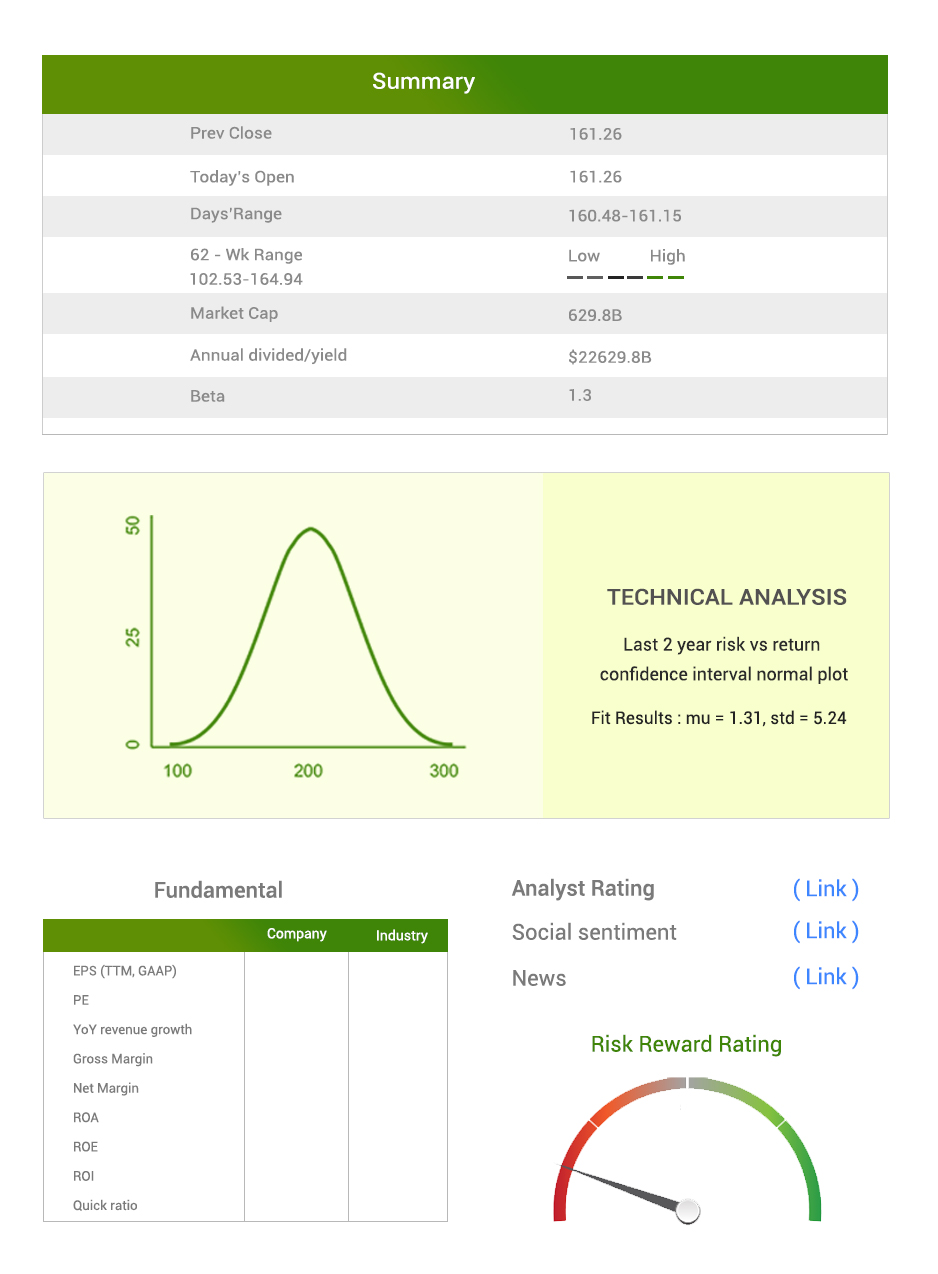 Summary
Prev Close 161.26
Today's Open 161.26
Days'Range 160.48-161.15
62 - Wk Range Low High
102.53-164.94
Market Cap 629.8B
Annual divided/yield $22629.8B
Beta 1.3
50
25
0
100 200 300
TECHNICAL ANALYSIS
Last 2 year risk vs return
confidence interval normal plot
Fit Results : mu = 1.31, std = 5.24
Fundamental
Company Industry
EPS (TTM, GAAP)
PE
YoY revenue growth
Gross Margin
Net Margin
ROA
ROE
ROI
Quick ratio
Analyst Rating ( Link )
Social sentiment ( Link )
News ( Link )
Risk Reward Rating